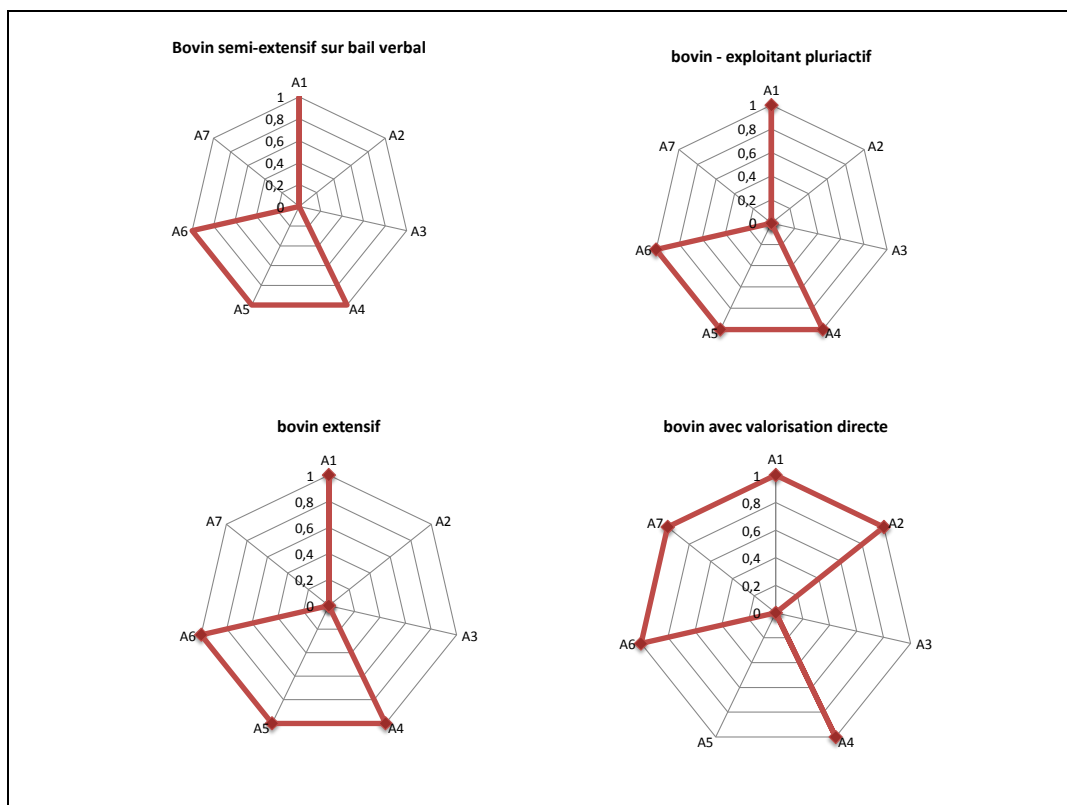 Bovin semi-extensif sur bail verbal
A1
1
0,8
0,6
0,4
0,2
0
A2
A3
A4
A5
A6
A7
bovin - exploitant pluriactif
A1
1
0,8
0,6
0,4
0,2
0
A2
A3
A4
A5
A6
A7
bovin extensif
A1
1
0,8
0,6
0,4
0,2
0
A2
A3
A4
A5
A6
A7
bovin avec valorisation directe
A1
1
0,8
0,6
0,4
0,2
0
A2
A3
A4
A5
A6
A7